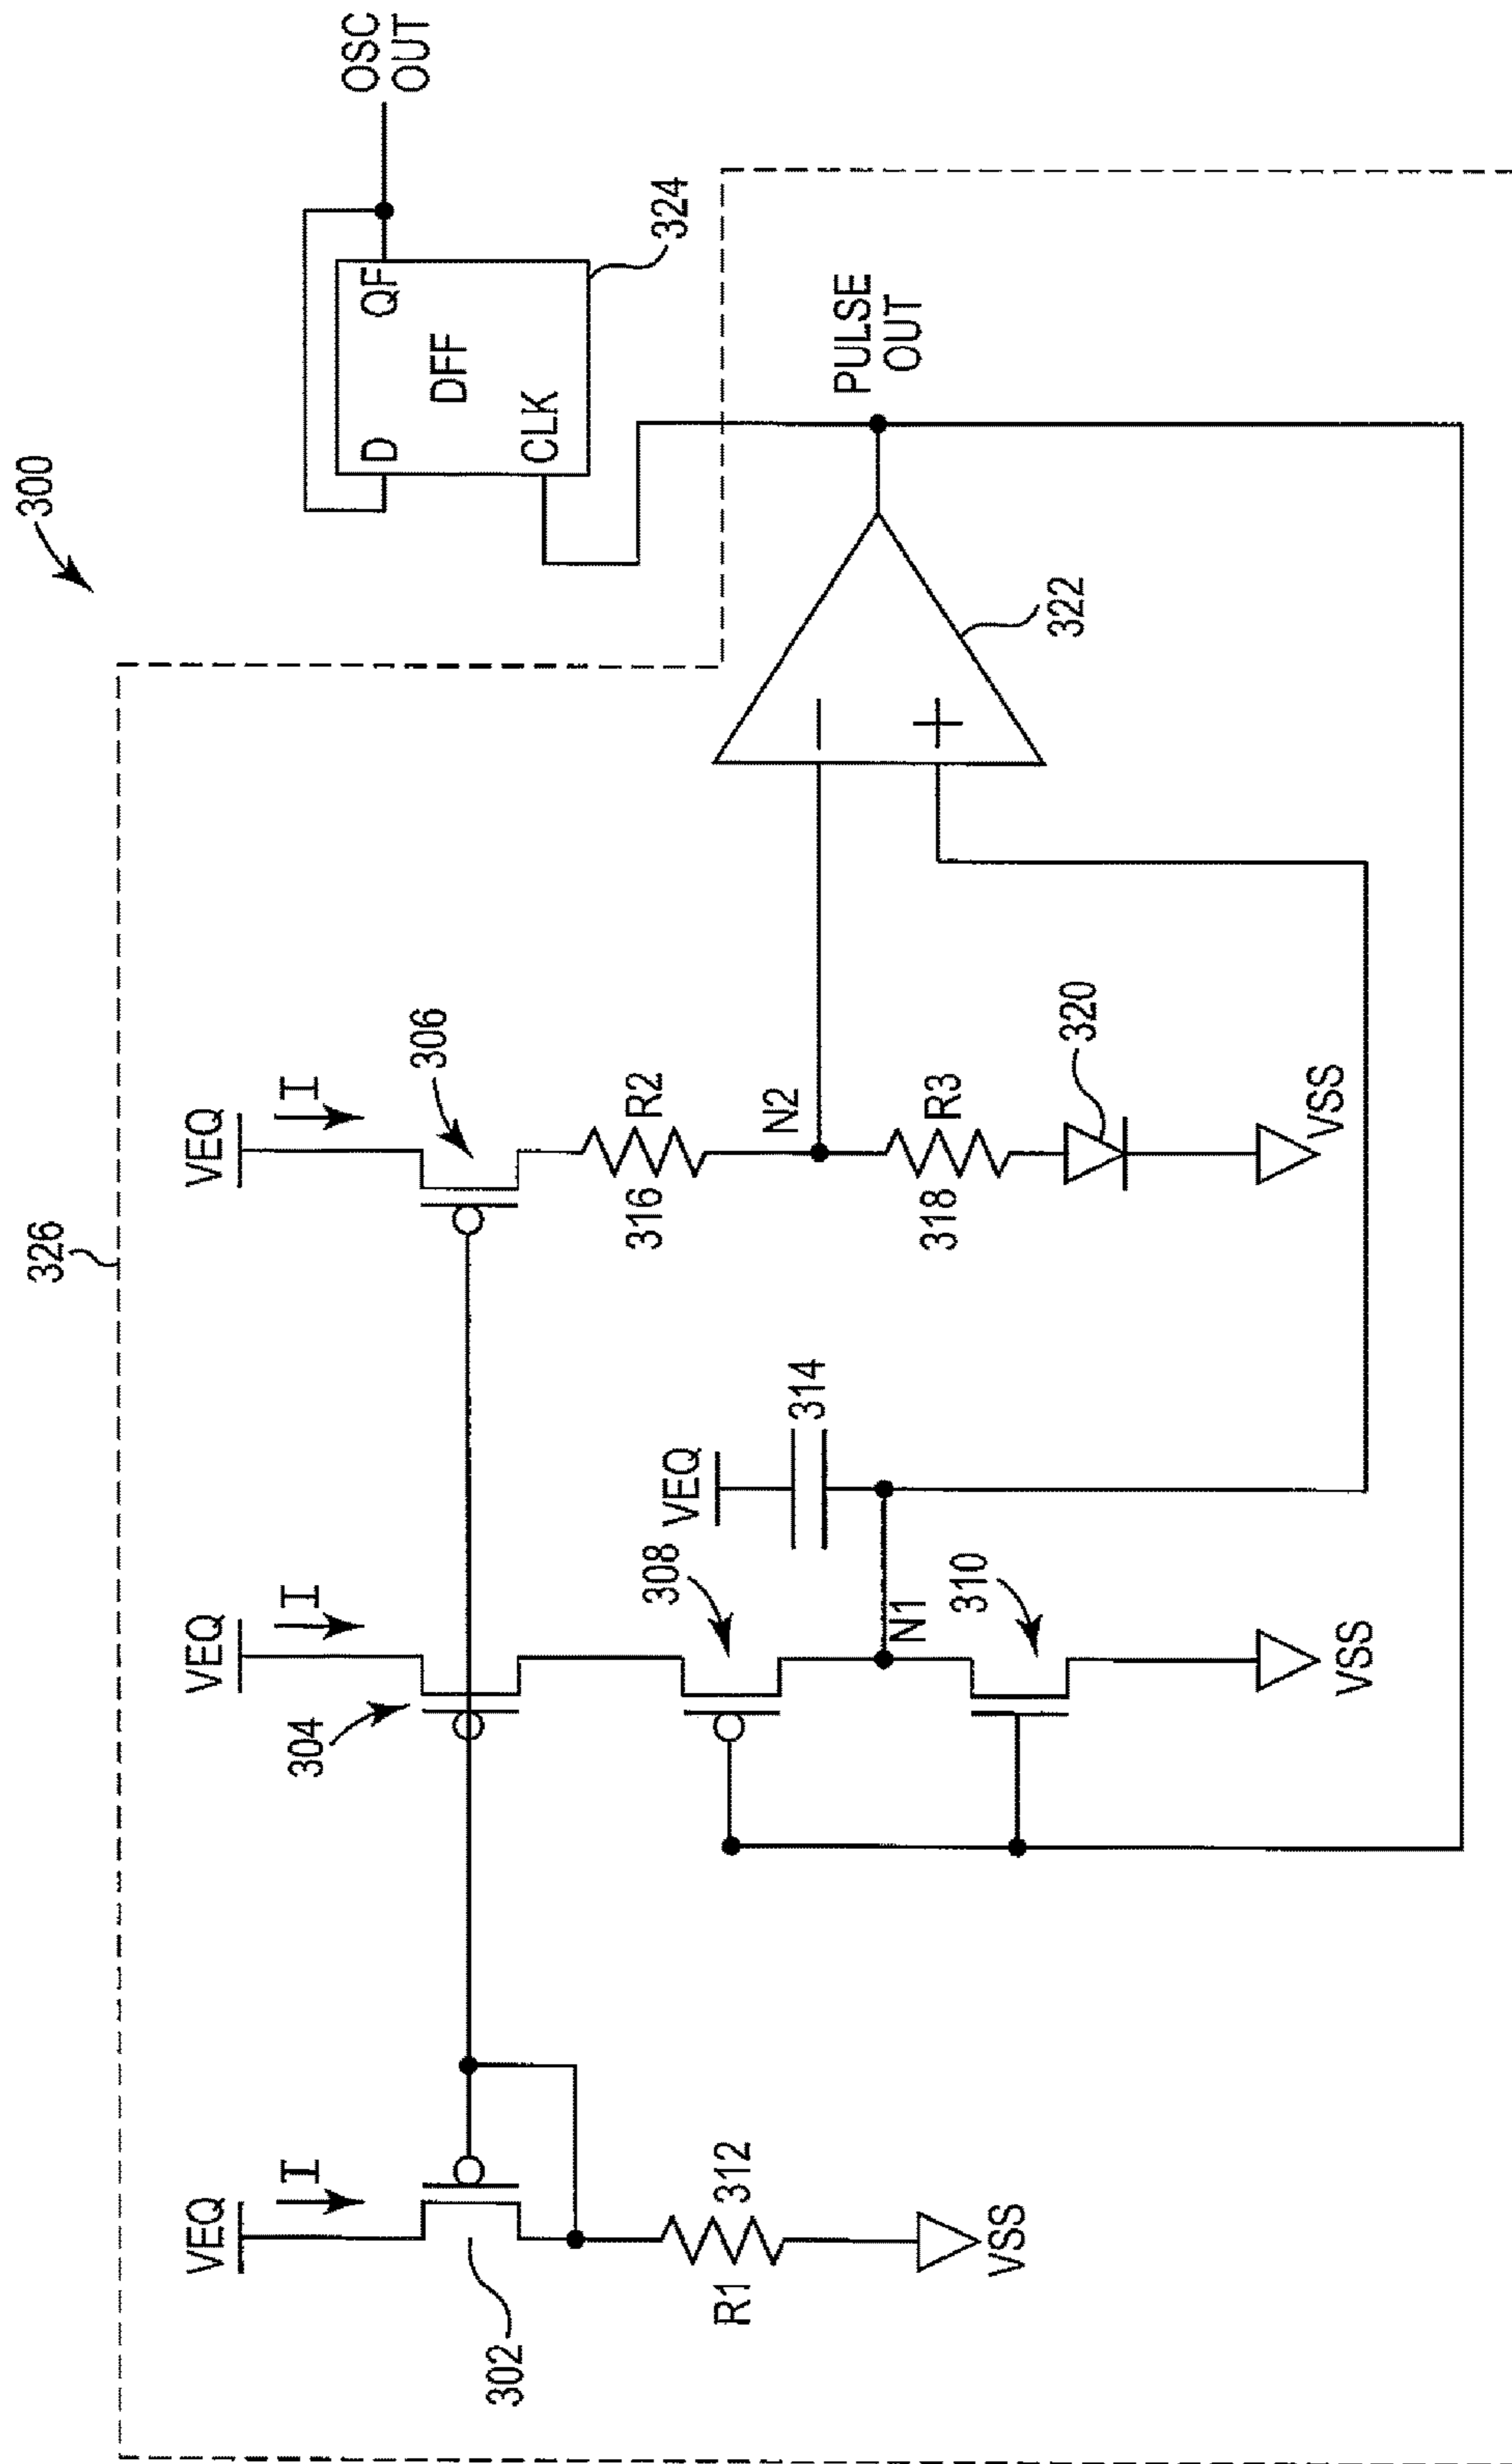 300
326
VEQ
I
VEQ
I
VEQ
I
302
304
306
R1
312
VSS
308
VEQ
314
N1
310
VSS
316
R2
N2
318
R3
320
VSS
322
PULSE
OUT
D
QF
DFF
CLK
324
OSC
OUT